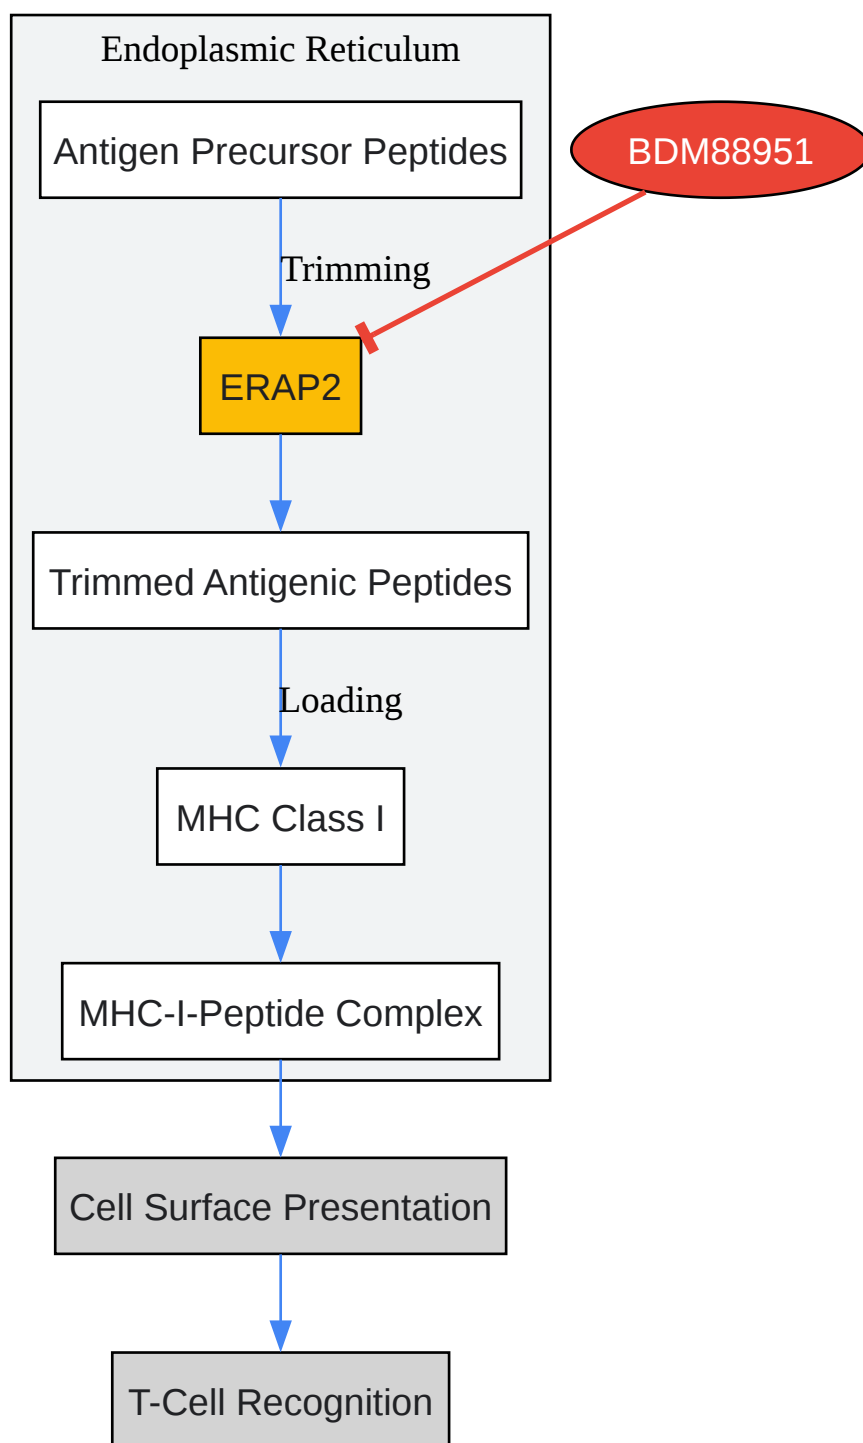 Endoplasmic Reticulum
Antigen Precursor Peptides
BDM88951
Trimming
ERAP2
Trimmed Antigenic Peptides
Loading
MHC Class I
MHC-I-Peptide Complex
Cell Surface Presentation
T-Cell Recognition